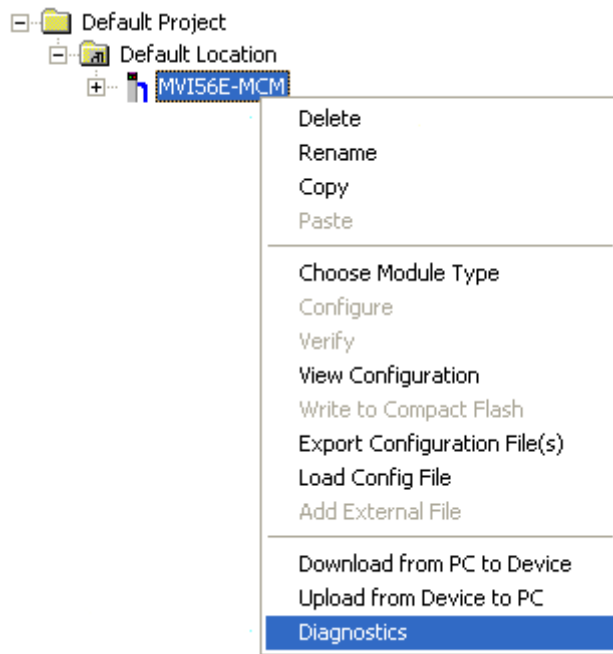 Default Project
Default Location
MVI56E-MCM
Delete
Rename
Copy
Paste
Choose Module Type
Configure
Verify
View Configuration
Write to Compact Flash
Export Configuration File(s)
Load Config File
Add External File
Download from PC to Device
Upload from Device to PC
Diagnostics